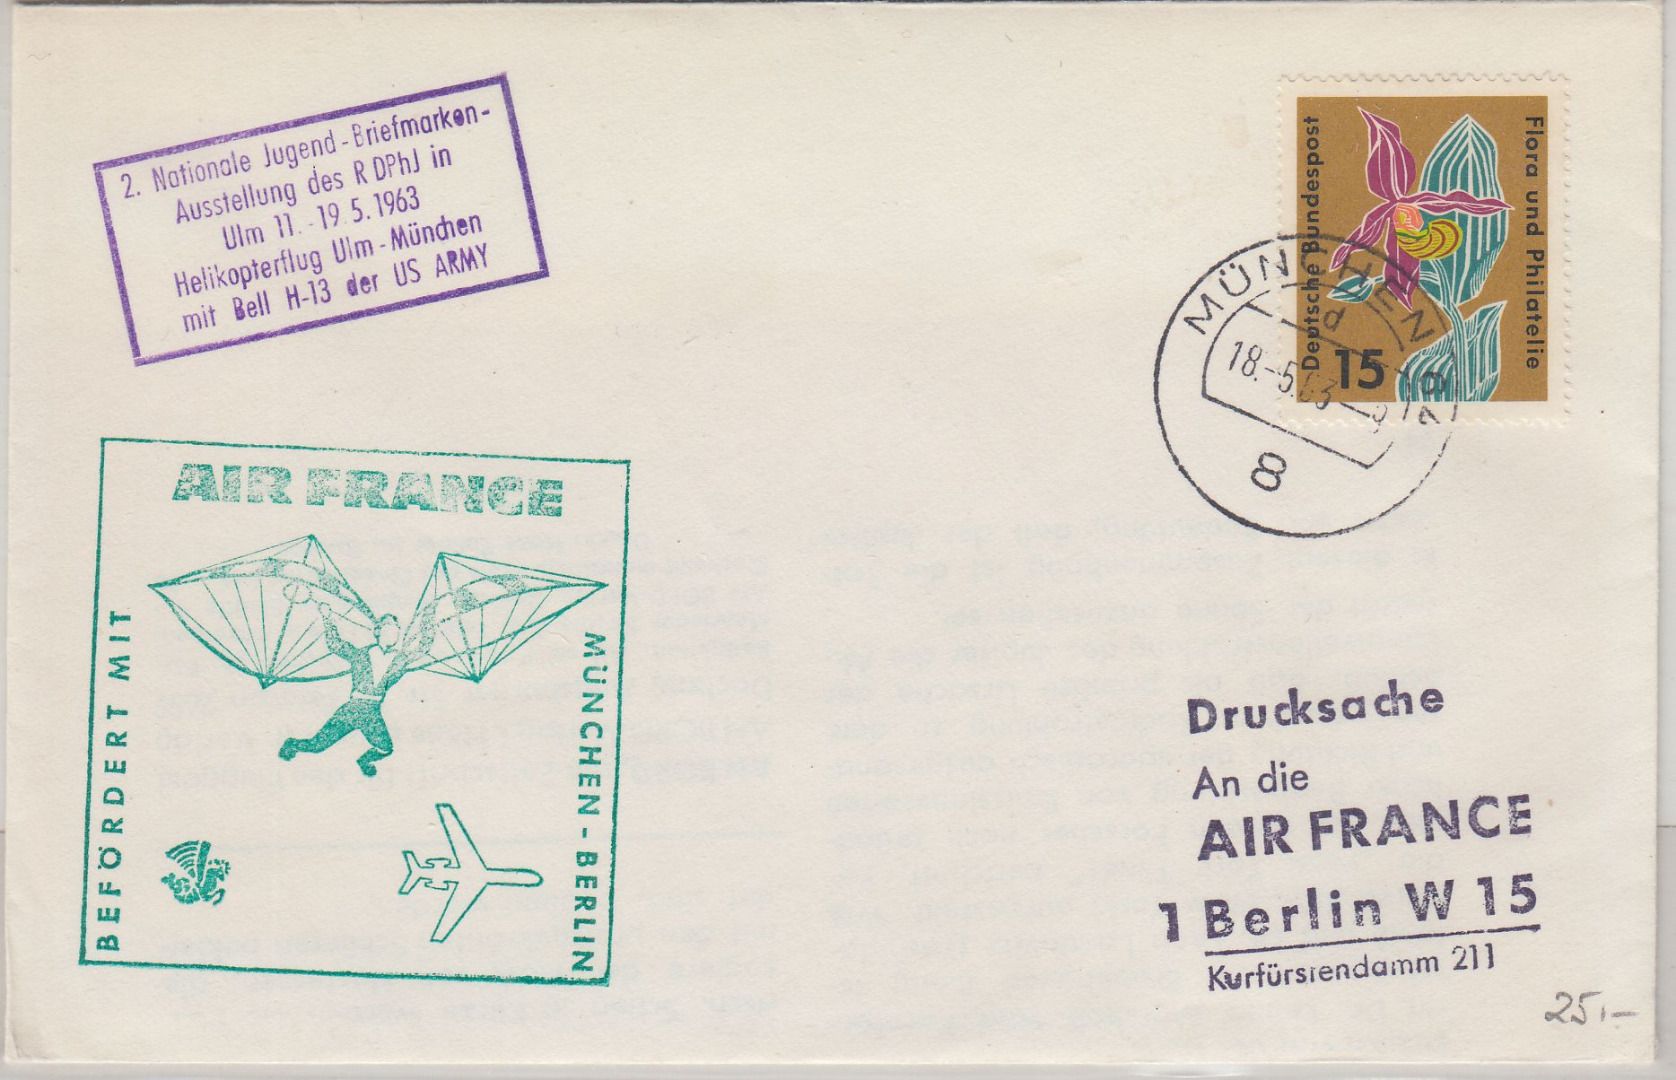 2. Nationale Jugend-Briefmarken-
Ausstellung des RDPhJ in
Ulm 11.-19.5.1963
Helikopterflug Ulm-München
mit Bell H-13 der US ARMY
Deutsche Bundespost
Flora und Philatelie
15
MÜNCHEN
d
18.-5.63
8
AIR FRANCE
BEFÖRDERT MIT
MÜNCHEN-BERLIN
Drucksache
An die
AIR FRANCE
1 Berlin W 15
Kurfürstendamm 211
25,-